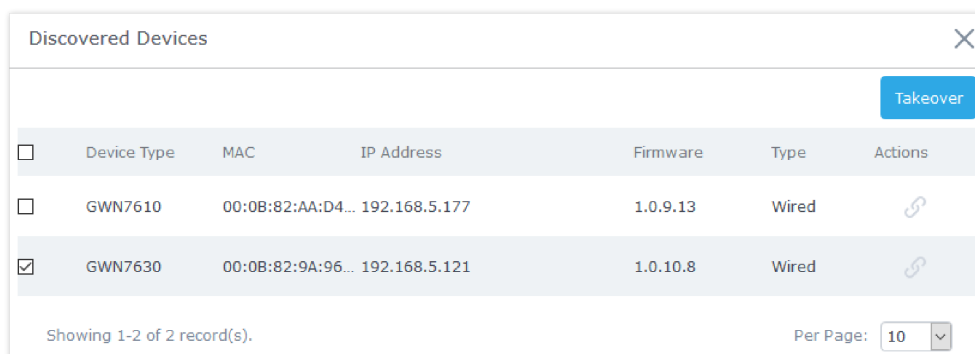 Discovered Devices
Takeover
Device Type MAC IP Address Firmware Type Actions
GWN7610 00:0B:82:AA:D4... 192.168.5.177 1.0.9.13 Wired
GWN7630 00:0B:82:9A:96... 192.168.5.121 1.0.10.8 Wired
Showing 1-2 of 2 record(s). Per Page: 10